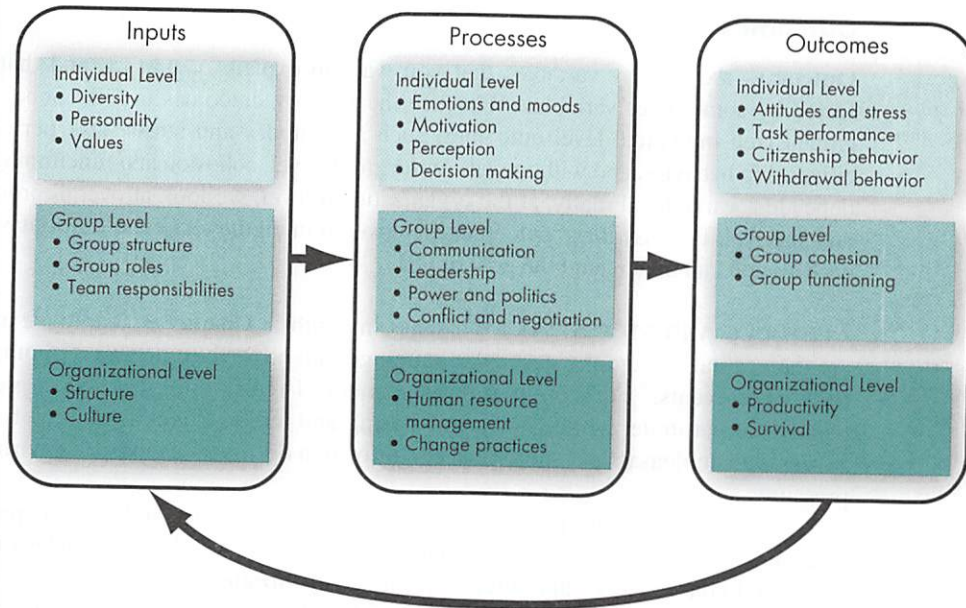 Inputs
Individual Level
• Diversity
• Personality
• Values
Group Level
• Group structure
• Group roles
• Team responsibilities
Organizational Level
• Structure
• Culture
Processes
Individual Level
• Emotions and moods
• Motivation
• Perception
• Decision making
Group Level
• Communication
• Leadership
• Power and politics
• Conflict and negotiation
Organizational Level
• Human resource
management
• Change practices
Outcomes
Individual Level
• Attitudes and stress
• Task performance
• Citizenship behavior
• Withdrawal behavior
Group Level
• Group cohesion
• Group functioning
Organizational Level
• Productivity
• Survival